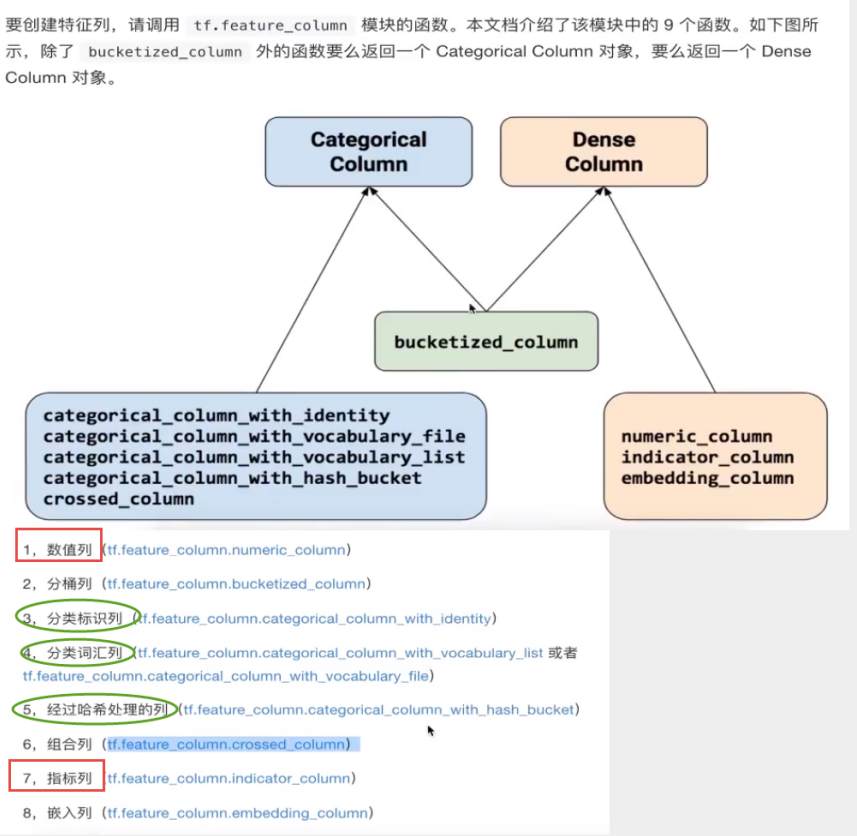 要创建特征列，请调用 tf.feature_column 模块的函数。本文档介绍了该模块中的 9 个函数。如下图所
示，除了 bucketized_column 外的函数要么返回一个 Categorical Column 对象，要么返回一个 Dense
Column 对象。
Categorical
Column
Dense
Column
bucketized_column
categorical_column_with_identity
categorical_column_with_vocabulary_file
categorical_column_with_vocabulary_list
categorical_column_with_hash_bucket
crossed_column
numeric_column
indicator_column
embedding_column
1，数值列（tf.feature_column.numeric_column）
2，分桶列（tf.feature_column.bucketized_column）
3，分类标识列（tf.feature_column.categorical_column_with_identity）
4，分类词汇列（tf.feature_column.categorical_column_with_vocabulary_list 或者
tf.feature_column.categorical_column_with_vocabulary_file）
5，经过哈希处理的列（tf.feature_column.categorical_column_with_hash_bucket）
6，组合列（tf.feature_column.crossed_column）
7，指标列（tf.feature_column.indicator_column）
8，嵌入列（tf.feature_column.embedding_column）